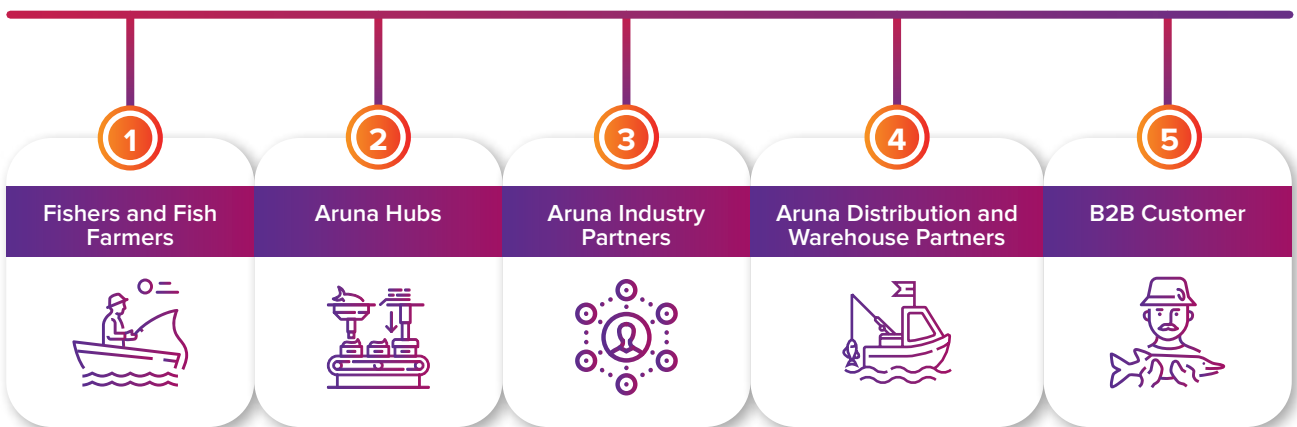 1
2
3
4
5
Fishers and Fish
Farmers
Aruna Hubs
Aruna Industry
Partners
Aruna Distribution and
Warehouse Partners
B2B Customer